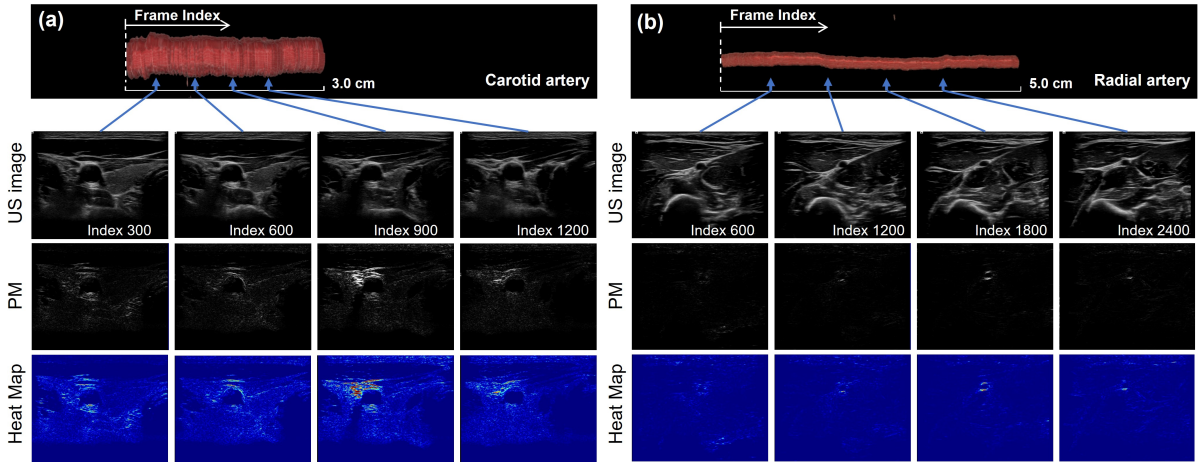 (a)
Frame Index
3.0 cm
Carotid artery
US image
Index 300
Index 600
Index 900
Index 1200
PM
Heat Map
(b)
Frame Index
5.0 cm
Radial artery
US image
Index 600
Index 1200
Index 1800
Index 2400
PM
Heat Map